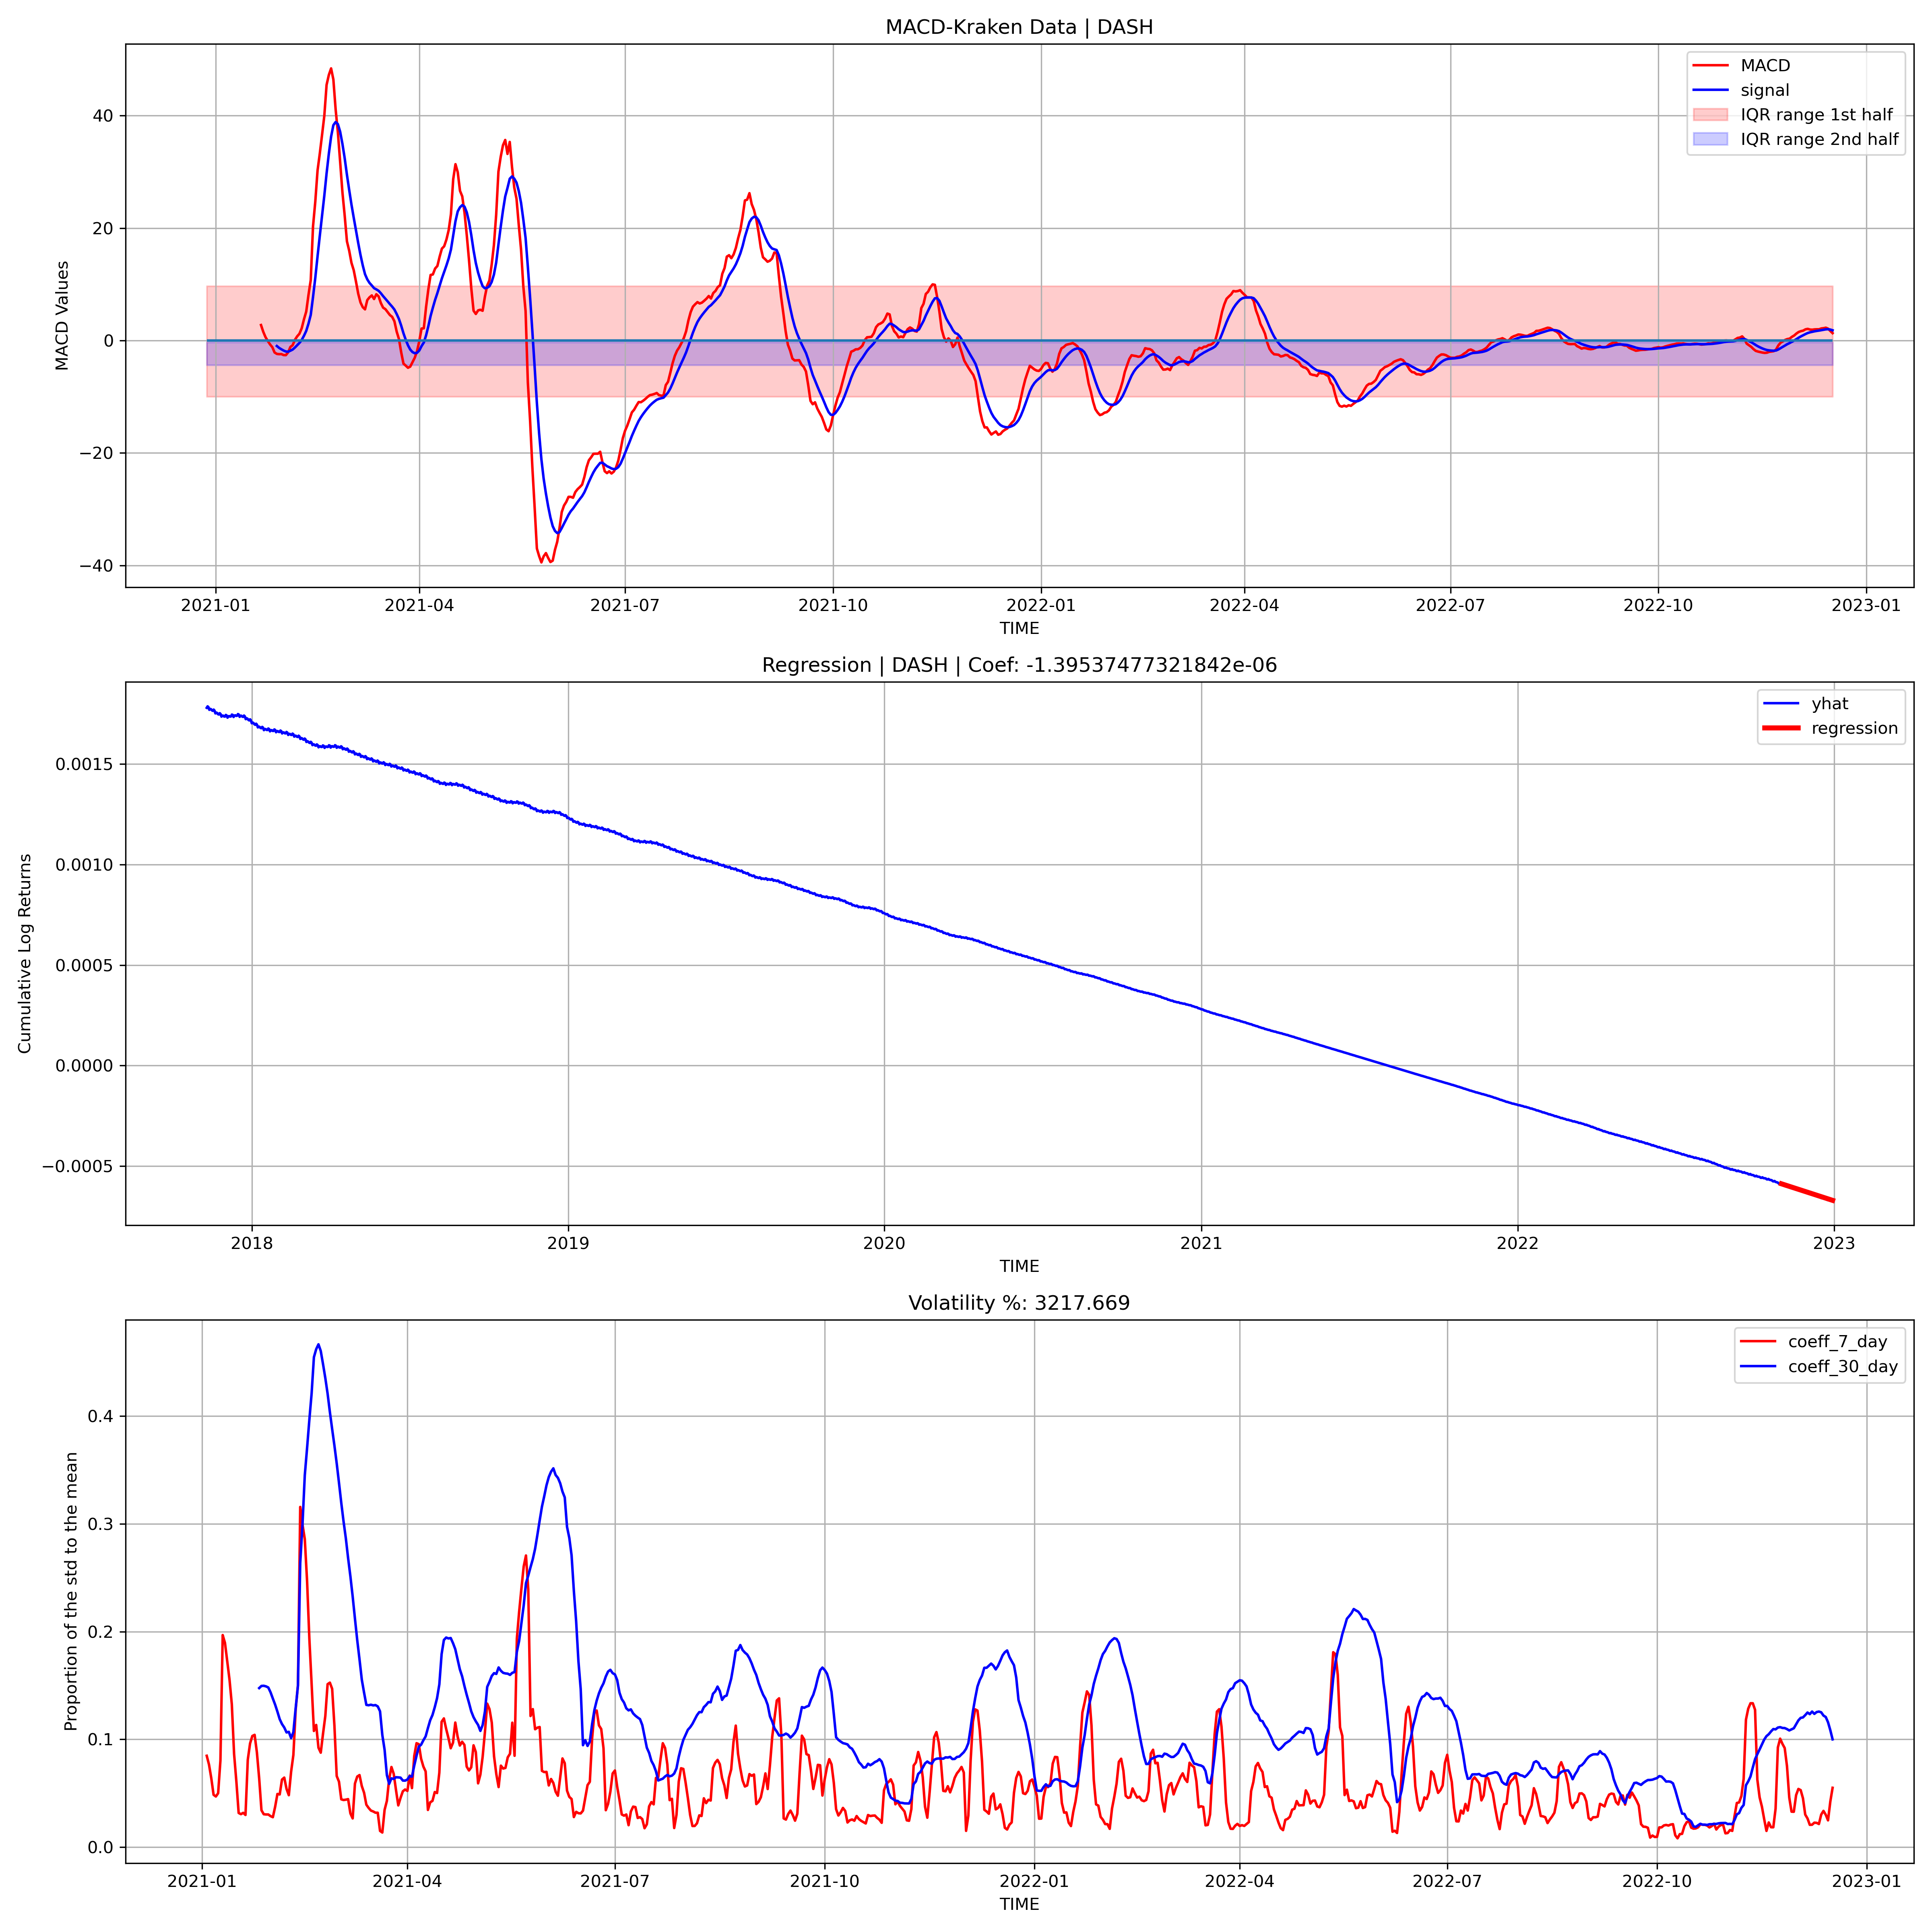 MACD-Kraken Data | DASH
MACD
signal
IQR range 1st half
IQR range 2nd half
MACD Values
40
20
0
−20
−40
2021-01 2021-04 2021-07 2021-10 2022-01 2022-04 2022-07 2022-10 2023-01
TIME
Regression | DASH | Coef: -1.39537477321842e-06
yhat
regression
Cumulative Log Returns
0.0015
0.0010
0.0005
0.0000
−0.0005
2018 2019 2020 2021 2022 2023
TIME
Volatility %: 3217.669
coeff_7_day
coeff_30_day
Proportion of the std to the mean
0.4
0.3
0.2
0.1
0.0
2021-01 2021-04 2021-07 2021-10 2022-01 2022-04 2022-07 2022-10 2023-01
TIME